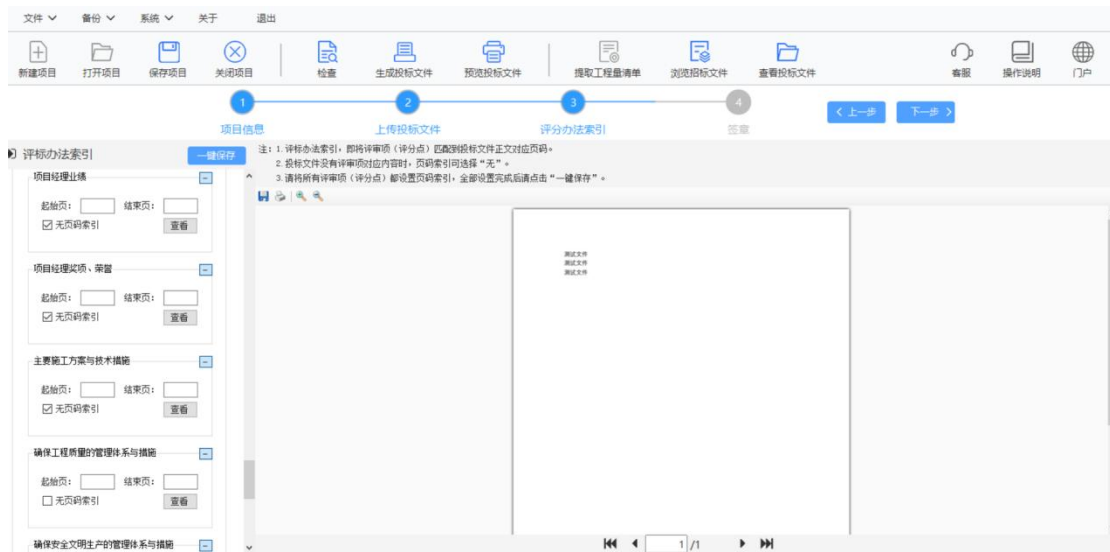 文件 备份 系统 关于 退出
新建项目 打开项目 保存项目 关闭项目 检查 生成投标文件 预览投标文件 提取工程量清单 浏览招标文件 查看投标文件 客服 操作说明 门户
1 2 3 4
项目信息 上传投标文件 评分办法索引 签章
上一步 下一步
评标办法索引 一键保存
注：1.评标办法索引，即将评审项（评分点）匹配到投标文件正文对应页码。
2.投标文件没有评审项对应内容时，页码索引可选择“无”。
3.请将所有评审项（评分点）都设置页码索引，全部设置完成后请点击“一键保存”。
项目经理业绩
起始页： 结束页：
无页码索引 查看
项目经理奖项、荣誉
起始页： 结束页：
无页码索引 查看
主要施工方案与技术措施
起始页： 结束页：
无页码索引 查看
确保工程质量的管理体系与措施
起始页： 结束页：
无页码索引 查看
确保安全文明生产的管理体系与措施
测试文件
测试文件
测试文件
1 /1